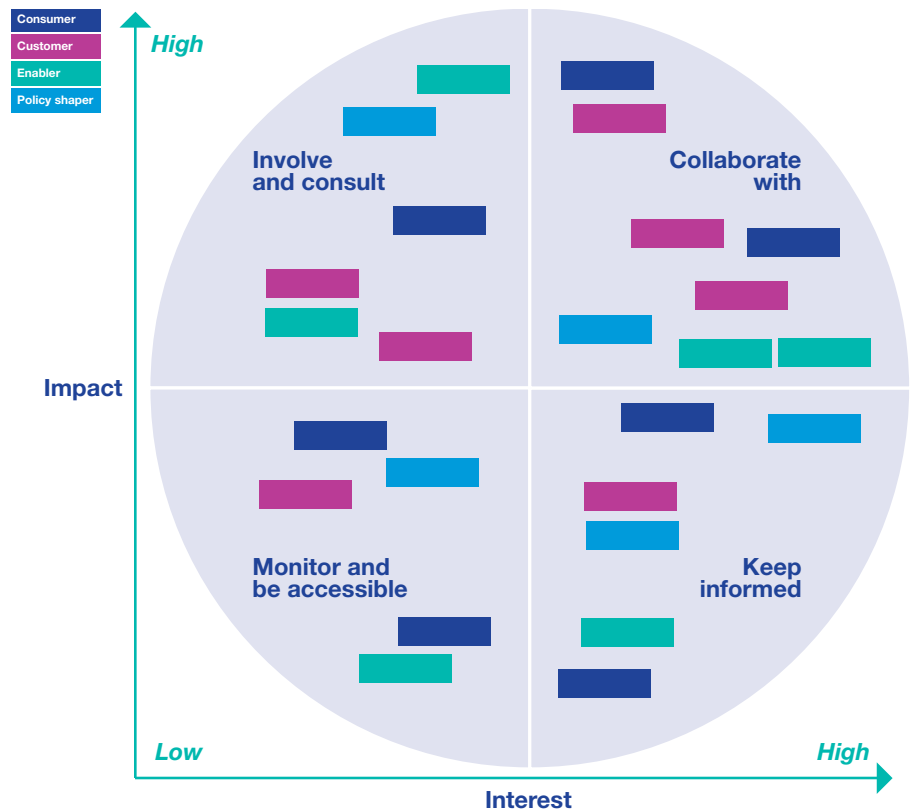 Consumer
Customer
Enabler
Policy shaper
High
Involve
and consult
Collaborate
with
Impact
Monitor and
be accessible
Keep
informed
Low
High
Interest